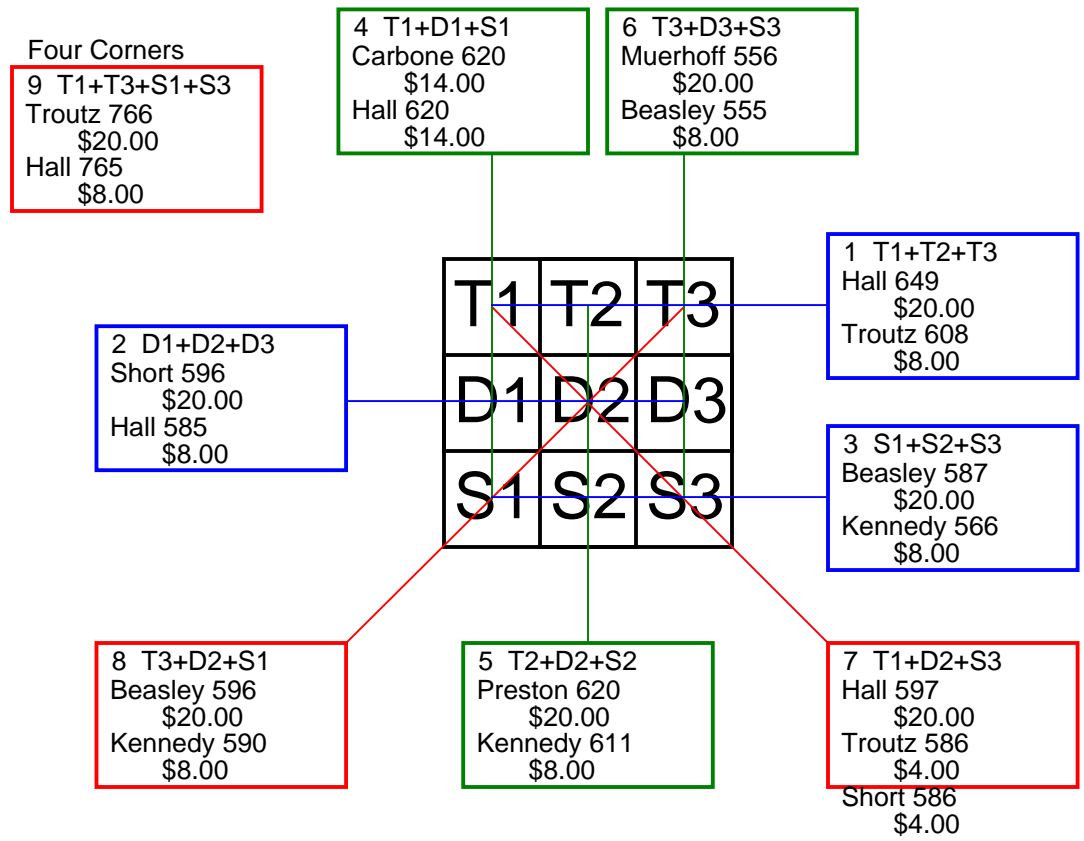 Four Corners
9  T1+T3+S1+S3
Troutz 766
$20.00
Hall 765
$8.00
4  T1+D1+S1
Carbone 620
$14.00
Hall 620
$14.00
6  T3+D3+S3
Muerhoff 556
$20.00
Beasley 555
$8.00
1  T1+T2+T3
Hall 649
$20.00
Troutz 608
$8.00
T1 T2 T3
D1 D2 D3
S1 S2 S3
2  D1+D2+D3
Short 596
$20.00
Hall 585
$8.00
3  S1+S2+S3
Beasley 587
$20.00
Kennedy 566
$8.00
8  T3+D2+S1
Beasley 596
$20.00
Kennedy 590
$8.00
5  T2+D2+S2
Preston 620
$20.00
Kennedy 611
$8.00
7  T1+D2+S3
Hall 597
$20.00
Troutz 586
$4.00
Short 586
$4.00